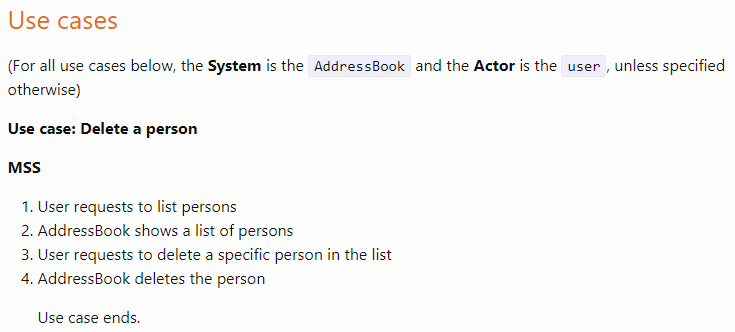 Use cases
(For all use cases below, the System is the AddressBook and the Actor is the user, unless specified
otherwise)
Use case: Delete a person
MSS
1. User requests to list persons
2. AddressBook shows a list of persons
3. User requests to delete a specific person in the list
4. AddressBook deletes the person
Use case ends.